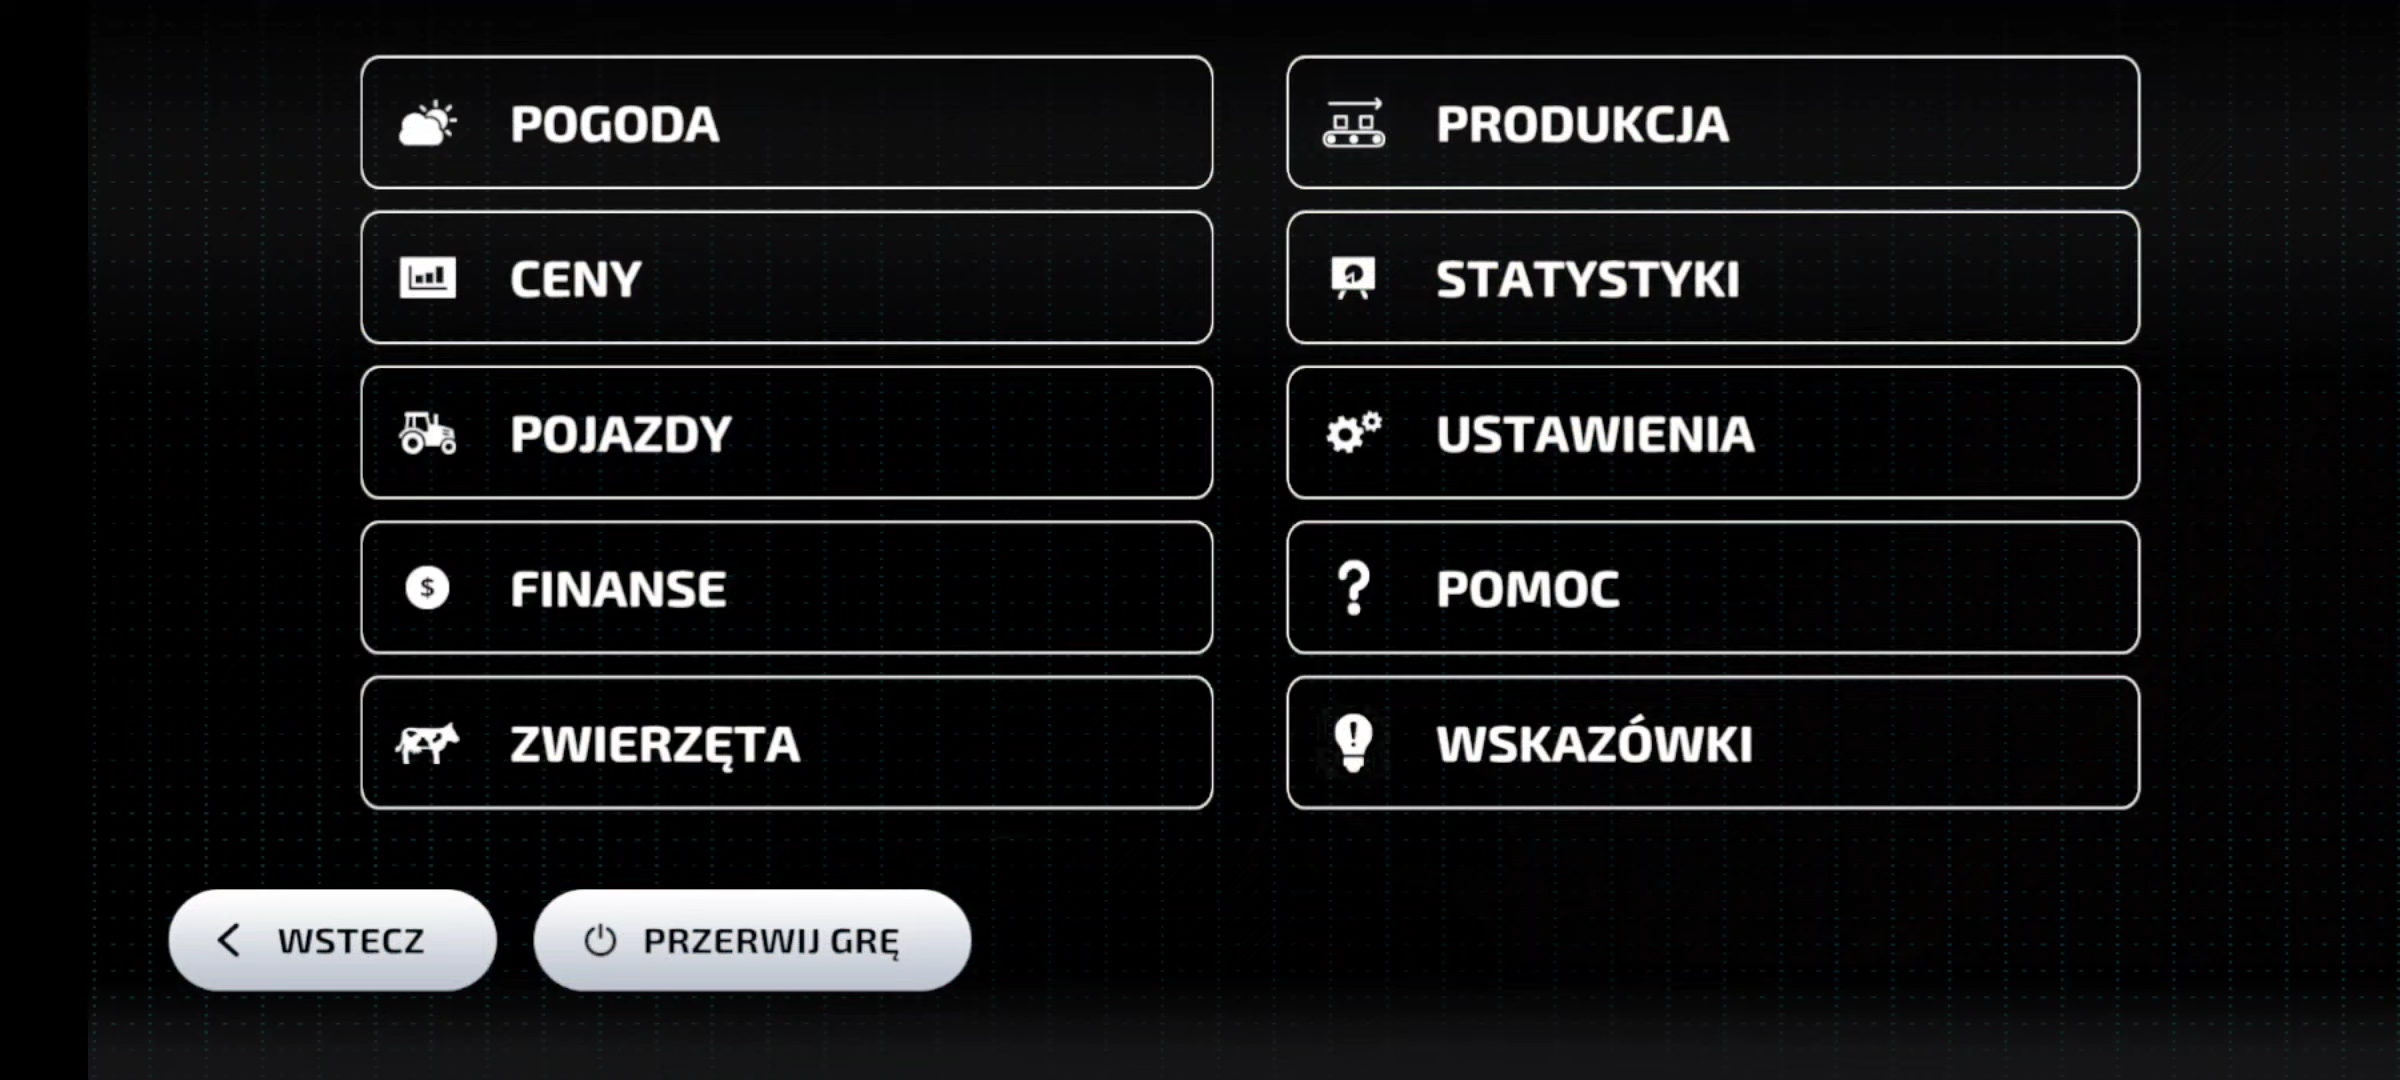 POGODA
CENY
POJAZDY
FINANSE
ZWIERZĘTA
PRODUKCJA
STATYSTYKI
USTAWIENIA
POMOC
WSKAZÓWKI
WSTECZ
PRZERWIJ GRĘ